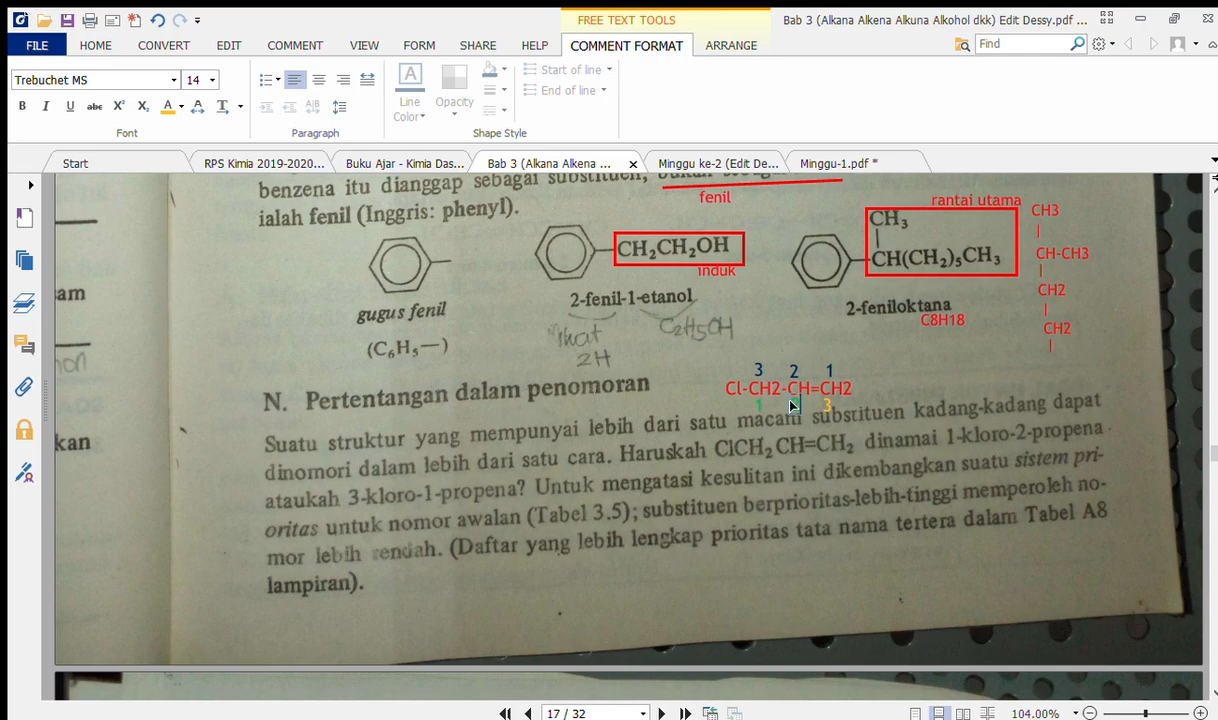 FREE TEXT TOOLS
Bab 3 (Alkana Alkena Alkuna Alkohol dkk) Edit Dessy.pdf ...
FILE HOME CONVERT EDIT COMMENT VIEW FORM SHARE HELP COMMENT FORMAT ARRANGE
Find
Trebuchet MS 14
Start of line
End of line
B I U abc X² X₂ A A T
A
Line Color
Opacity
Font Paragraph Shape Style
Start RPS Kimia 2019-2020... Buku Ajar - Kimia Das... Bab 3 (Alkana Alkena ... Minggu ke-2 (Edit De... Minggu-1.pdf *
benzena itu dianggap sebagai substituen, bukan
fenil
ialah fenil (Inggris: phenyl).
rantai utama
CH₃
CH3
CH₂CH₂OH
CH(CH₂)₅CH₃
CH-CH3
induk
CH2
2-fenil-1-etanol
2-feniloktana
gugus fenil
C8H18
CH2
C2H5OH
(C₆H₅—)
2H
am
kan
N. Pertentangan dalam penomoran
3 2 1
Cl-CH2-CH=CH2
1 3
Suatu struktur yang mempunyai lebih dari satu macam substituen kadang-kadang dapat
dinomori dalam lebih dari satu cara. Haruskah ClCH₂CH=CH₂ dinamai 1-kloro-2-propena
ataukah 3-kloro-1-propena? Untuk mengatasi kesulitan ini dikembangkan suatu sistem pri-
oritas untuk nomor awalan (Tabel 3.5); substituen berprioritas-lebih-tinggi memperoleh no-
mor lebih rendah. (Daftar yang lebih lengkap prioritas tata nama tertera dalam Tabel A8
lampiran).
17 / 32
104.00%